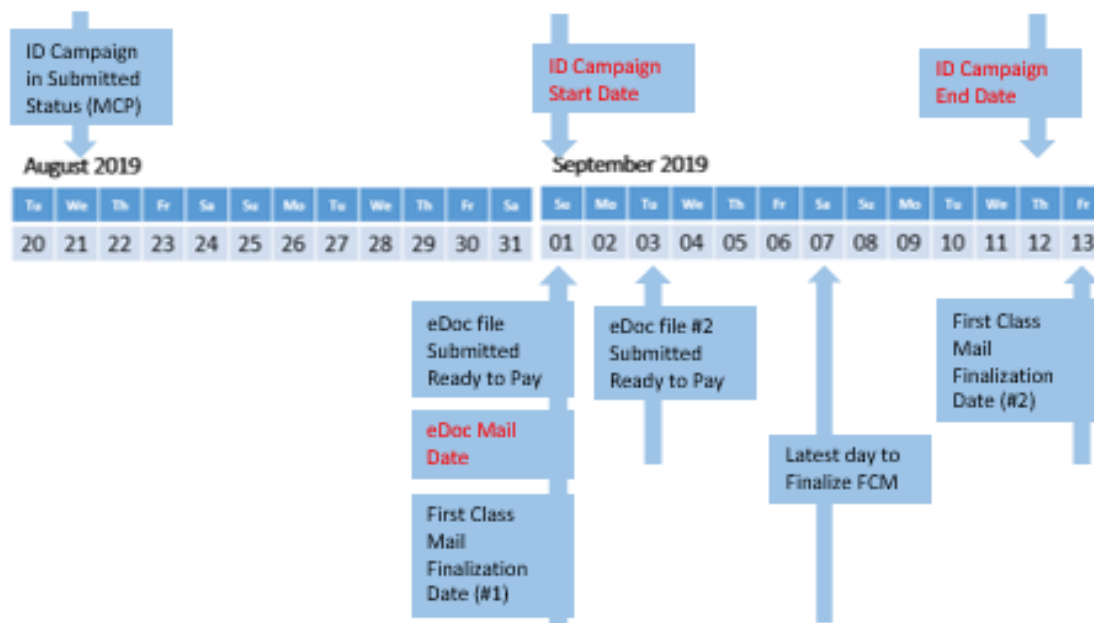 ID Campaign
in Submitted
Status (MCP)
ID Campaign
Start Date
ID Campaign
End Date
August 2019
September 2019
Tu We Th Fr Sa Su Mo Tu We Th Fr Sa Su Mo Tu We Th Fr Sa Su Mo Tu We Th Fr
20 21 22 23 24 25 26 27 28 29 30 31 01 02 03 04 05 06 07 08 09 10 11 12 13
eDoc file
Submitted
Ready to Pay
eDoc file #2
Submitted
Ready to Pay
First Class
Mail
Finalization
Date (#2)
eDoc Mail
Date
Latest day to
Finalize FCM
First Class
Mail
Finalization
Date (#1)